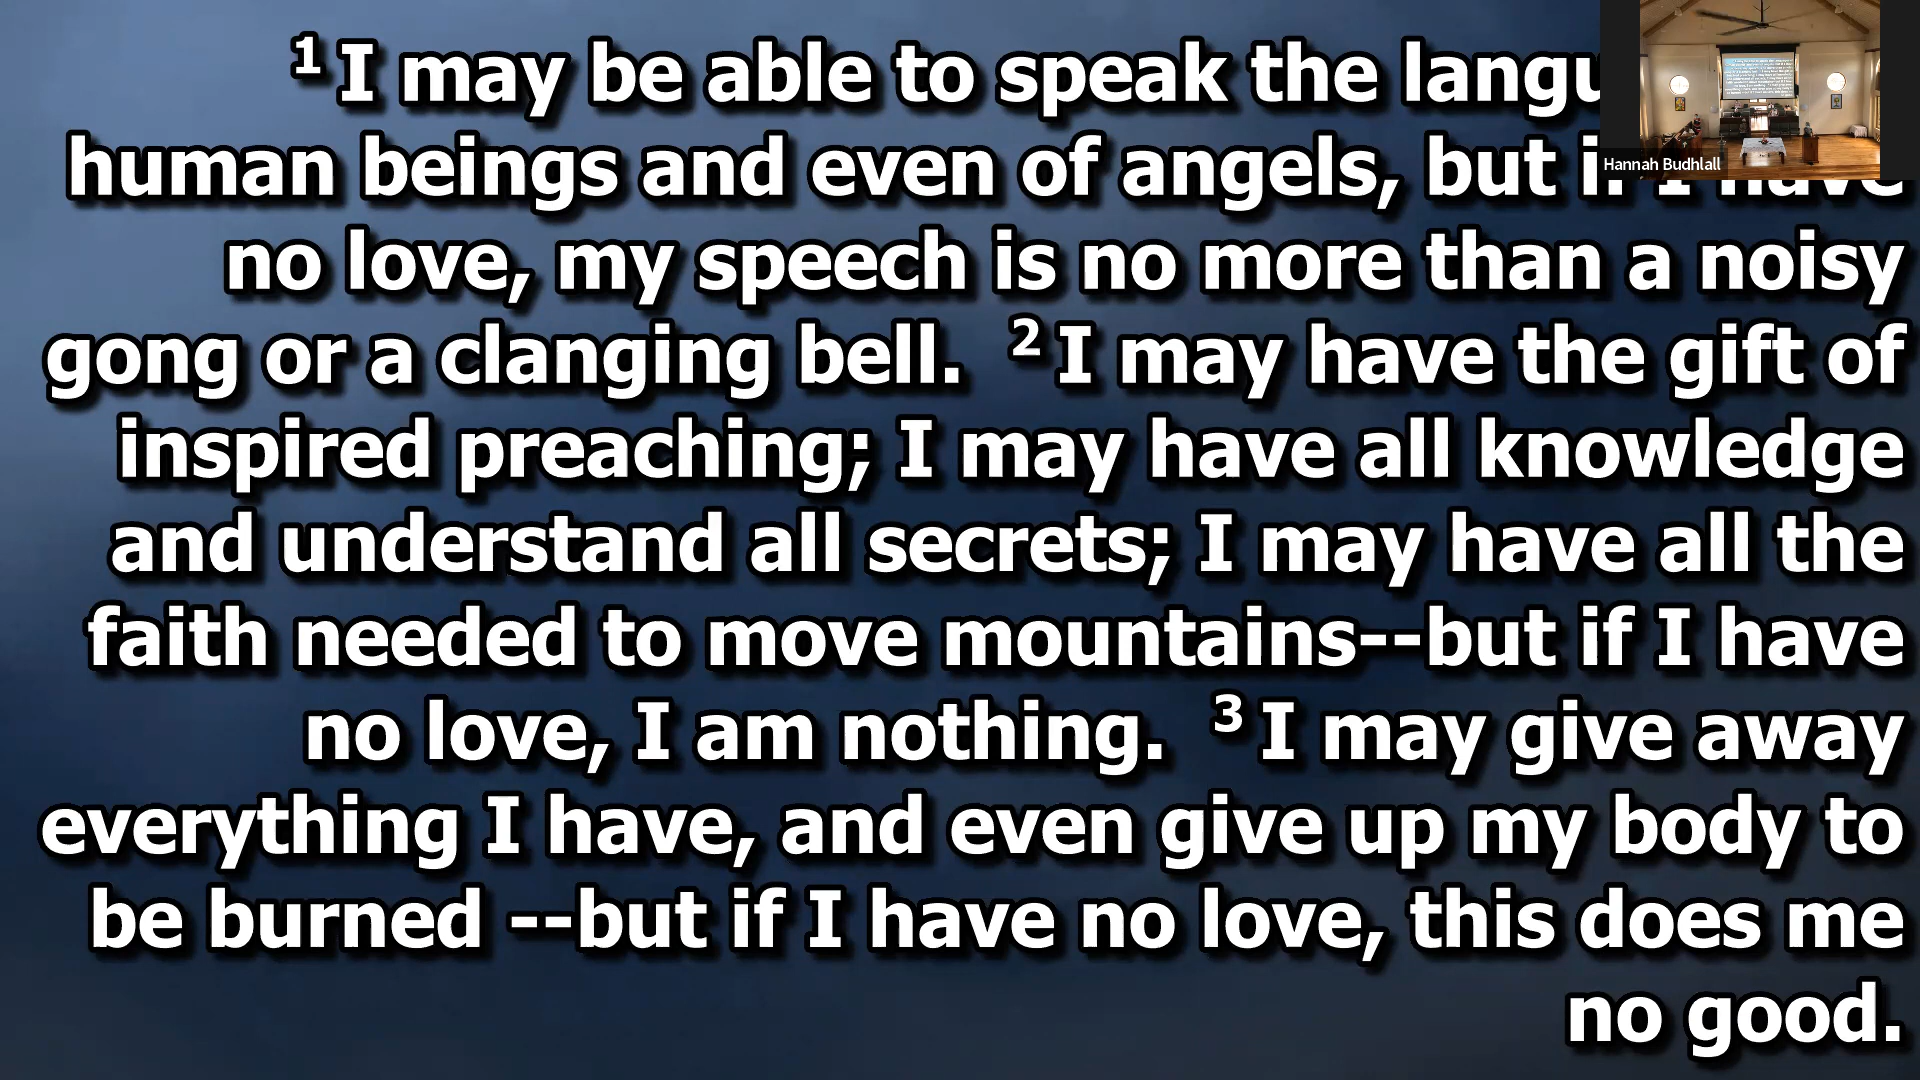 ¹ I may be able to speak the langu
human beings and even of angels, but if I have
no love, my speech is no more than a noisy
gong or a clanging bell. ² I may have the gift of
inspired preaching; I may have all knowledge
and understand all secrets; I may have all the
faith needed to move mountains--but if I have
no love, I am nothing. ³ I may give away
everything I have, and even give up my body to
be burned --but if I have no love, this does me
no good.
Hannah Budhlall